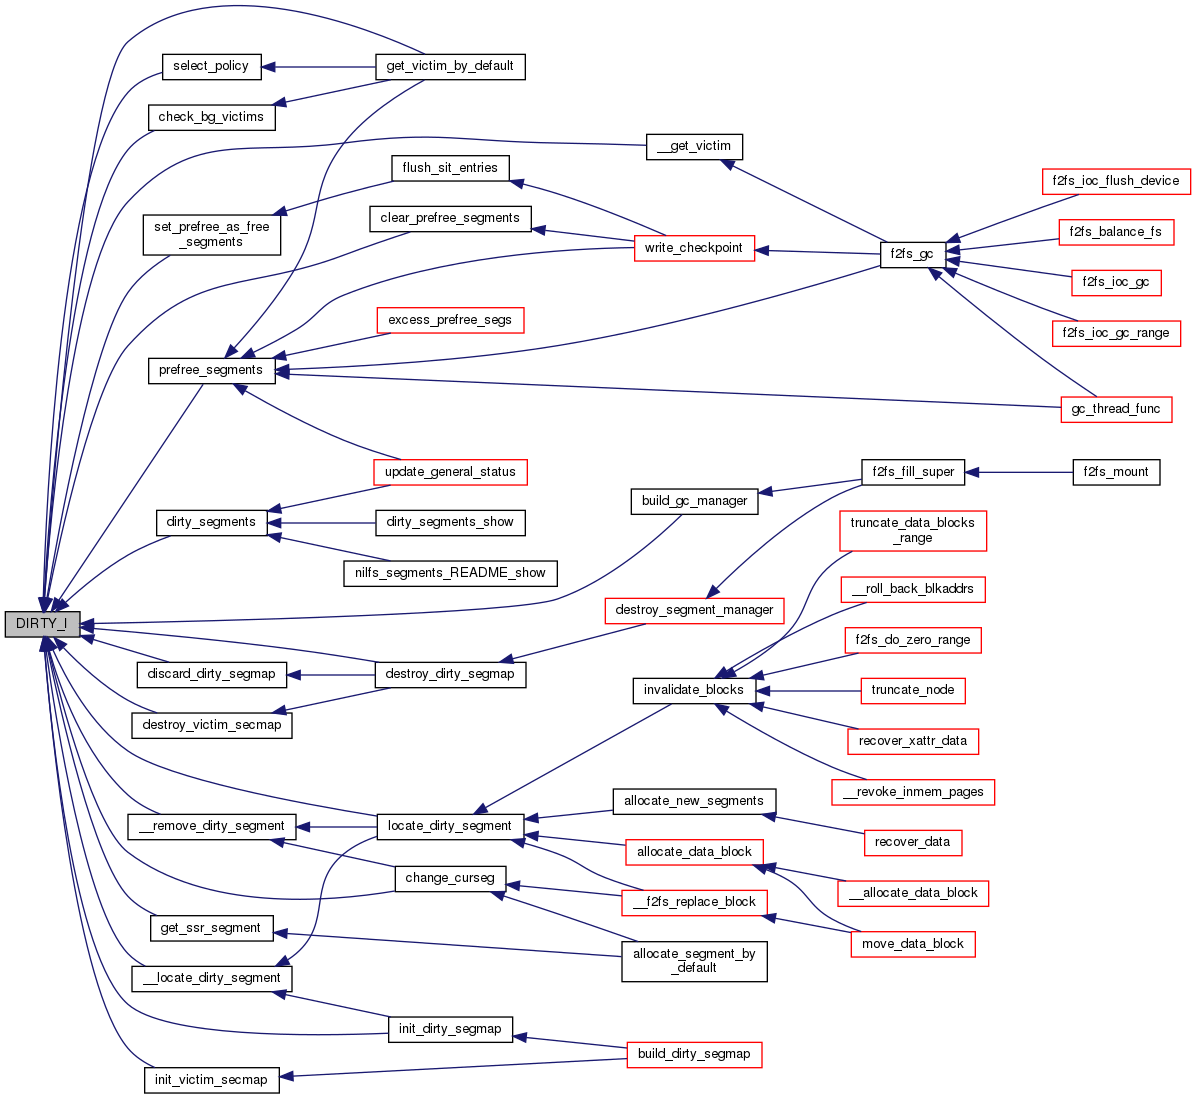 select_policy
get_victim_by_default
check_bg_victims
__get_victim
flush_sit_entries
f2fs_ioc_flush_device
set_prefree_as_free
_segments
clear_prefree_segments
write_checkpoint
f2fs_gc
f2fs_balance_fs
f2fs_ioc_gc
excess_prefree_segs
f2fs_ioc_gc_range
prefree_segments
gc_thread_func
update_general_status
f2fs_fill_super
f2fs_mount
build_gc_manager
dirty_segments
dirty_segments_show
truncate_data_blocks
_range
nilfs_segments_README_show
__roll_back_blkaddrs
DIRTY_I
destroy_segment_manager
f2fs_do_zero_range
discard_dirty_segmap
destroy_dirty_segmap
invalidate_blocks
truncate_node
destroy_victim_secmap
recover_xattr_data
__revoke_inmem_pages
__remove_dirty_segment
locate_dirty_segment
allocate_new_segments
recover_data
allocate_data_block
change_curseg
__allocate_data_block
__f2fs_replace_block
get_ssr_segment
move_data_block
allocate_segment_by
_default
__locate_dirty_segment
init_dirty_segmap
build_dirty_segmap
init_victim_secmap